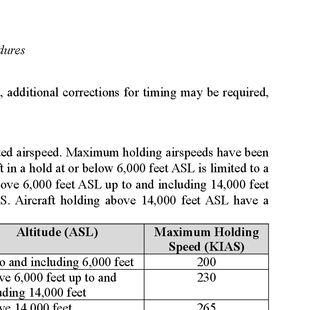 dures
, additional corrections for timing may be required,
ted airspeed. Maximum holding airspeeds have been
t in a hold at or below 6,000 feet ASL is limited to a
ove 6,000 feet ASL up to and including 14,000 feet
S. Aircraft holding above 14,000 feet ASL have a
Altitude (ASL) Maximum Holding
Speed (KIAS)
o and including 6,000 feet 200
ve 6,000 feet up to and 230
uding 14,000 feet
ve 14,000 feet 265